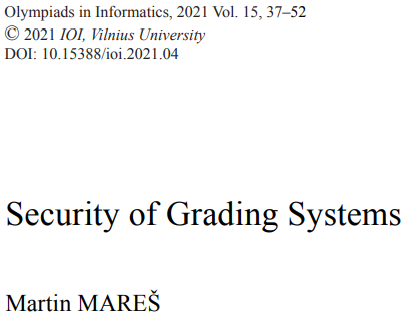 Olympiads in Informatics, 2021 Vol. 15, 37–52
© 2021 IOI, Vilnius University
DOI: 10.15388/ioi.2021.04
Security of Grading Systems
Martin MAREŠ